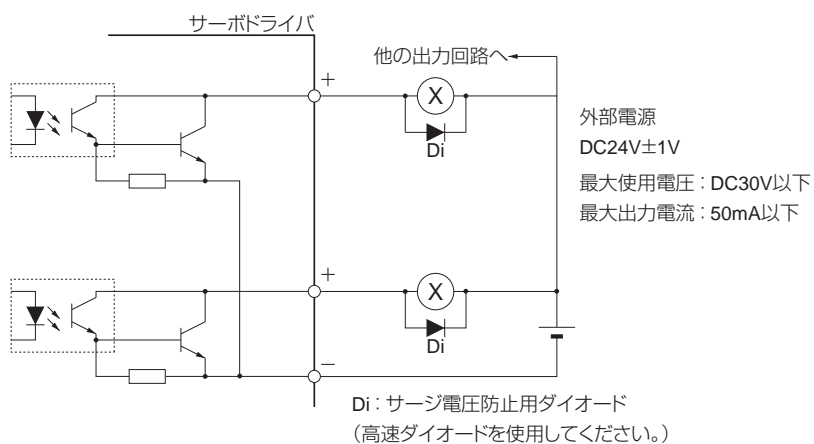 サーボドライバ
他の出力回路へ
+
X
Di
外部電源
DC24V±1V
最大使用電圧：DC30V以下
最大出力電流：50mA以下
+
X
Di
−
Di：サージ電圧防止用ダイオード
（高速ダイオードを使用してください。）